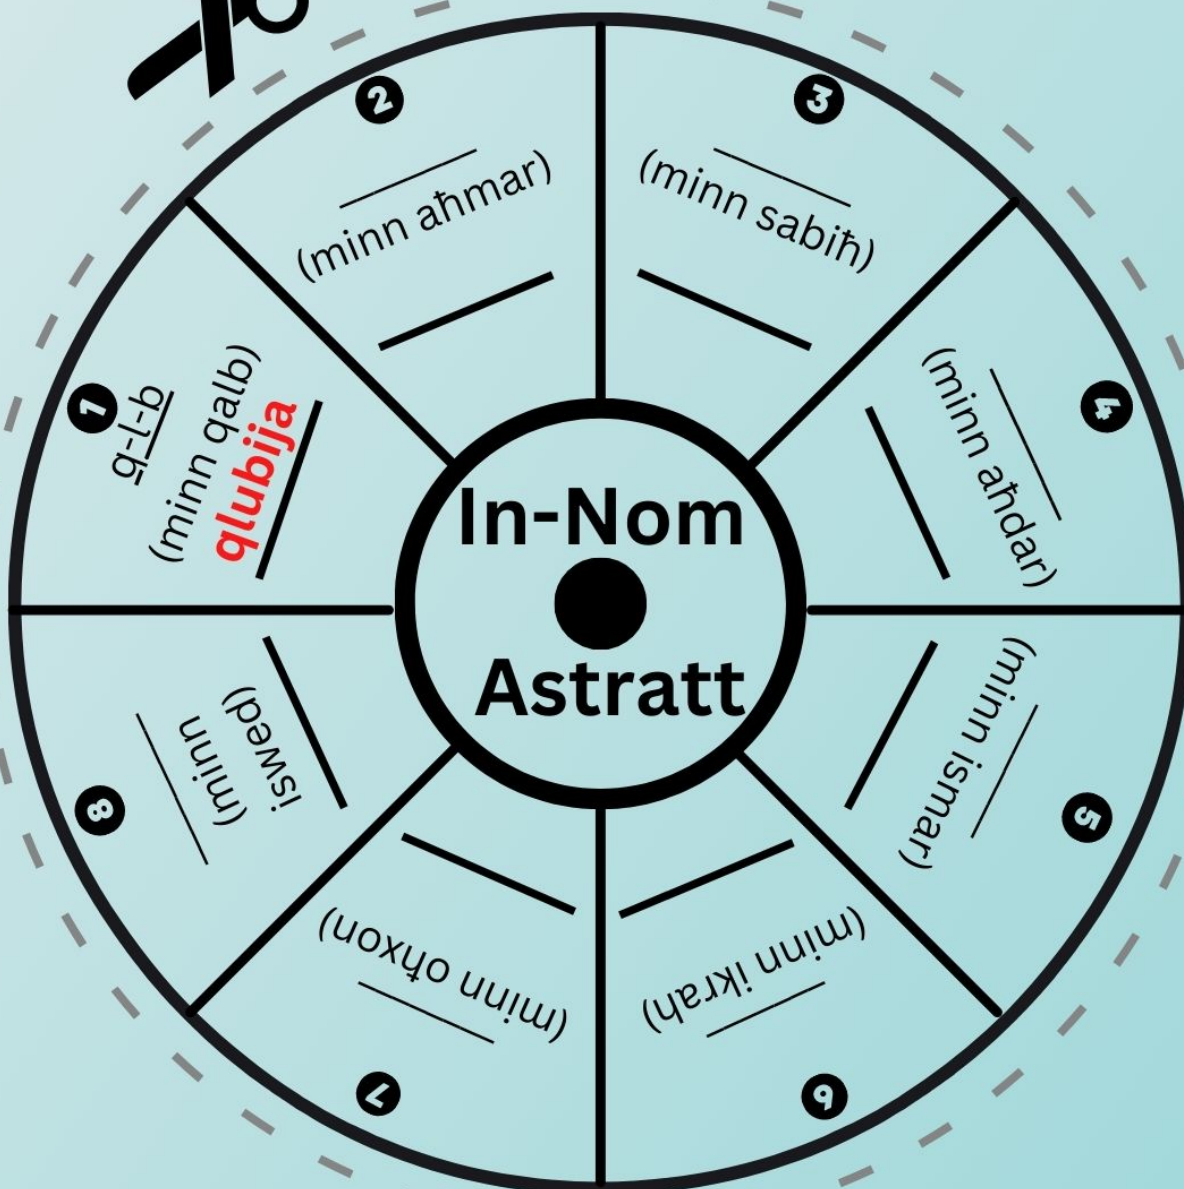 In-Nom
Astratt
1
q-l-b
(minn qalb)
qlubija
2
(minn aħmar)
3
(minn sabiħ)
4
(minn aħdar)
5
(minn ismar)
6
(minn ikrah)
7
(minn oħxon)
8
(minn
iswed)